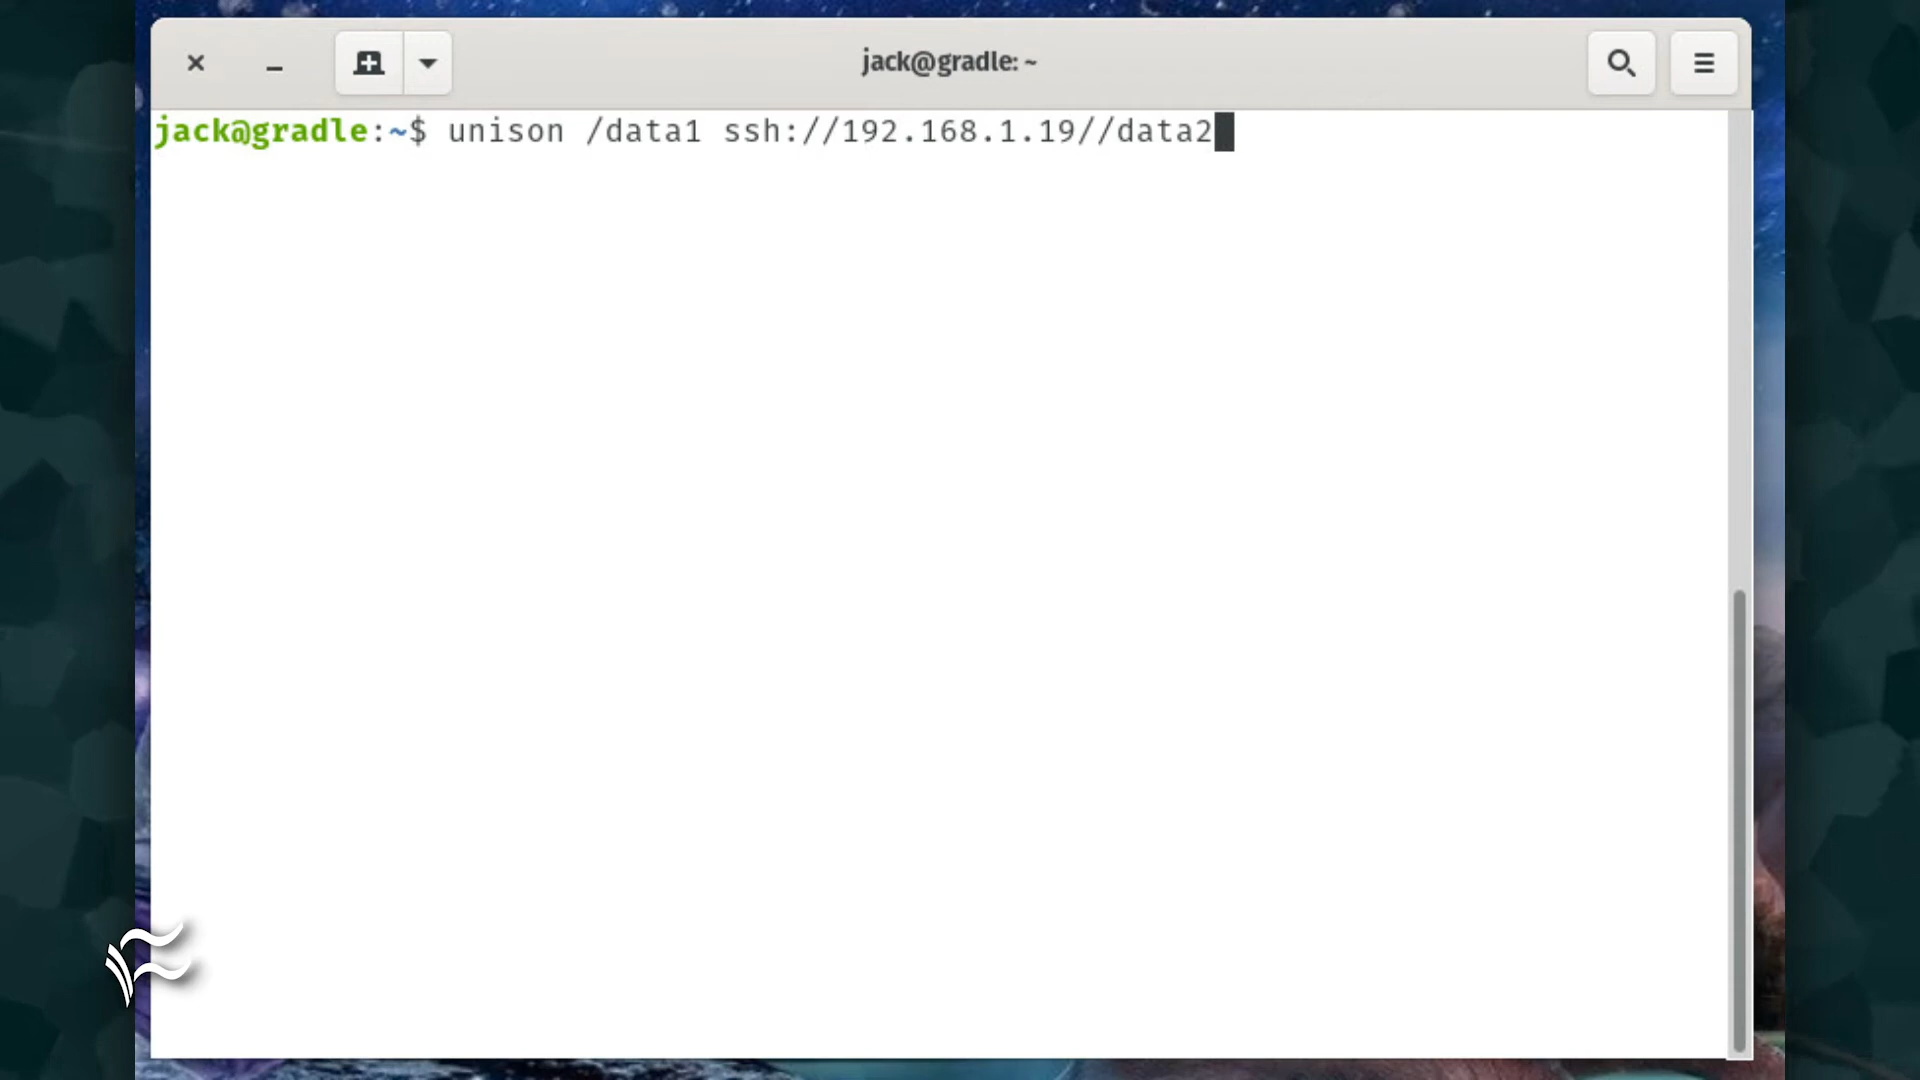 jack@gradle: ~
jack@gradle:~$ unison /data1 ssh://192.168.1.19//data2